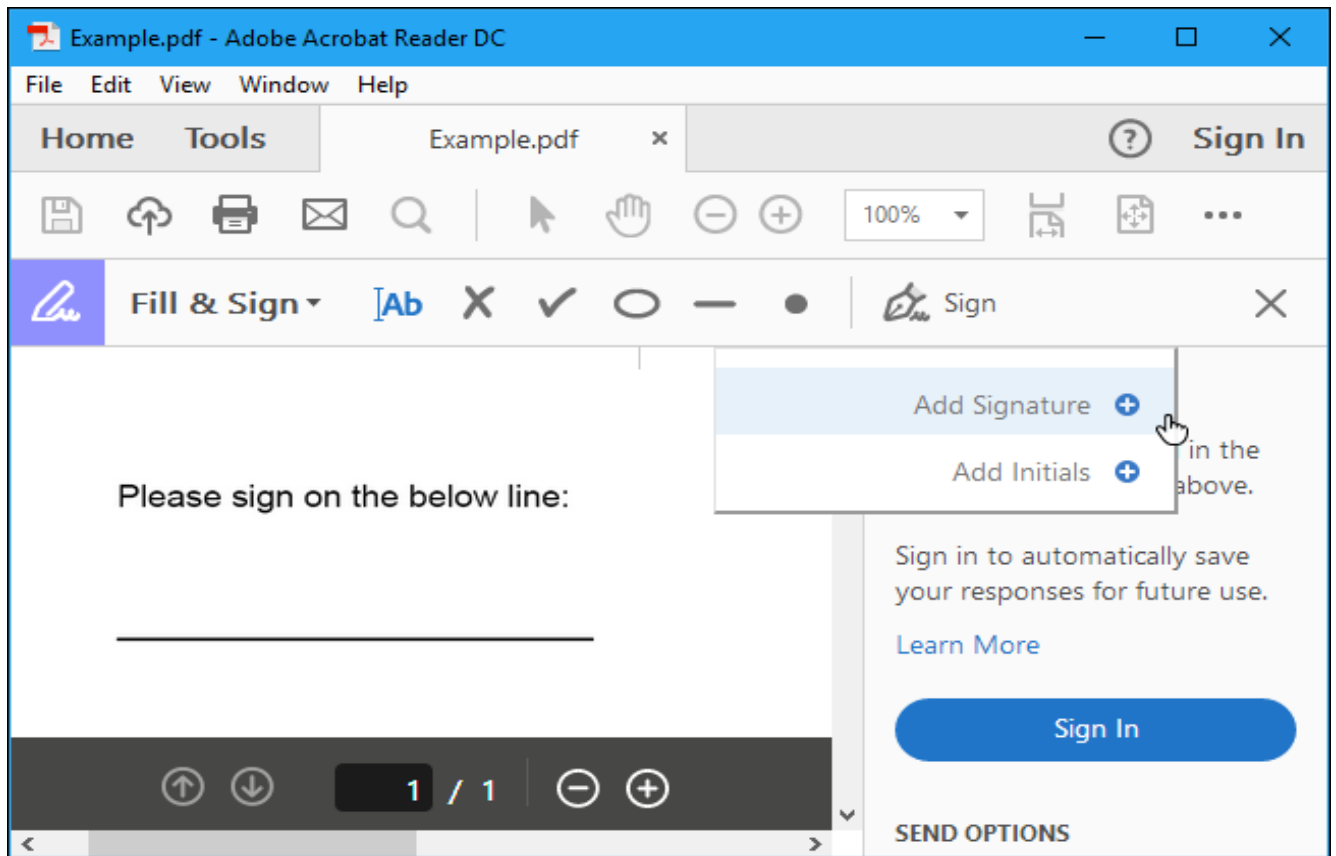 Example.pdf - Adobe Acrobat Reader DC
File Edit View Window Help
Home Tools Example.pdf × ? Sign In
100%
Fill & Sign Ab Sign
Add Signature
Add Initials
in the
above.
Please sign on the below line:
Sign in to automatically save
your responses for future use.
Learn More
Sign In
1 / 1
SEND OPTIONS